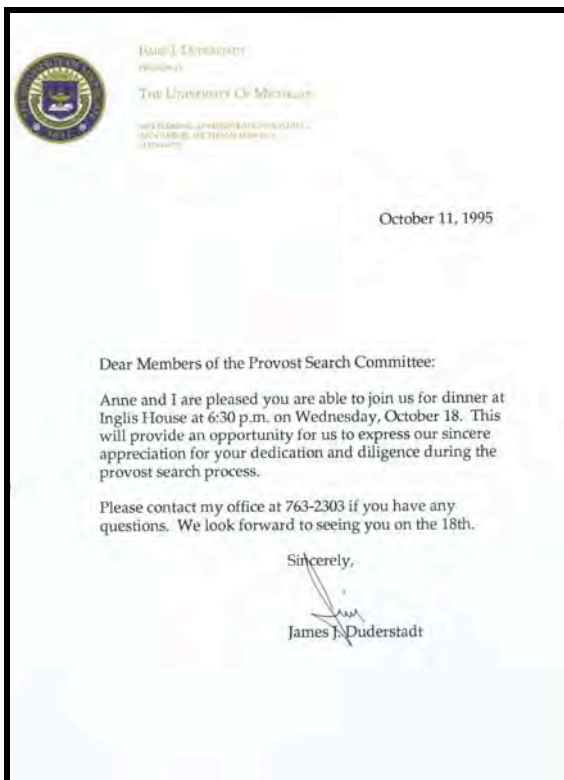 JAMES J. DUDERSTADT
PRESIDENT
THE UNIVERSITY OF MICHIGAN
October 11, 1995
Dear Members of the Provost Search Committee:
Anne and I are pleased you are able to join us for dinner at
Inglis House at 6:30 p.m. on Wednesday, October 18.  This
will provide an opportunity for us to express our sincere
appreciation for your dedication and diligence during the
provost search process.
Please contact my office at 763-2303 if you have any
questions.  We look forward to seeing you on the 18th.
Sincerely,
Jim
James J. Duderstadt